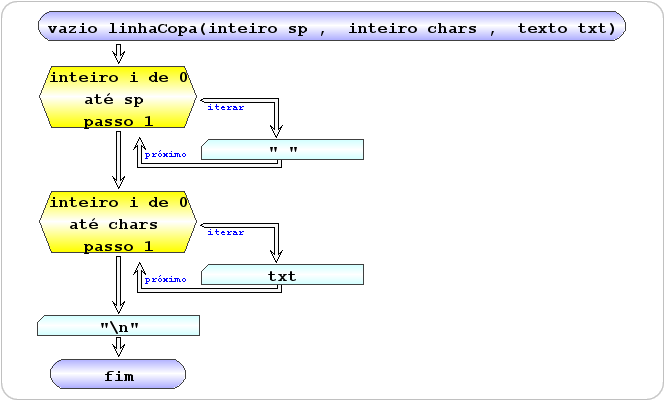 vazio linhaCopa(inteiro sp ,  inteiro chars ,  texto txt)
inteiro i de 0
até sp
passo 1
iterar
" "
próximo
inteiro i de 0
até chars
passo 1
iterar
txt
próximo
"\n"
fim